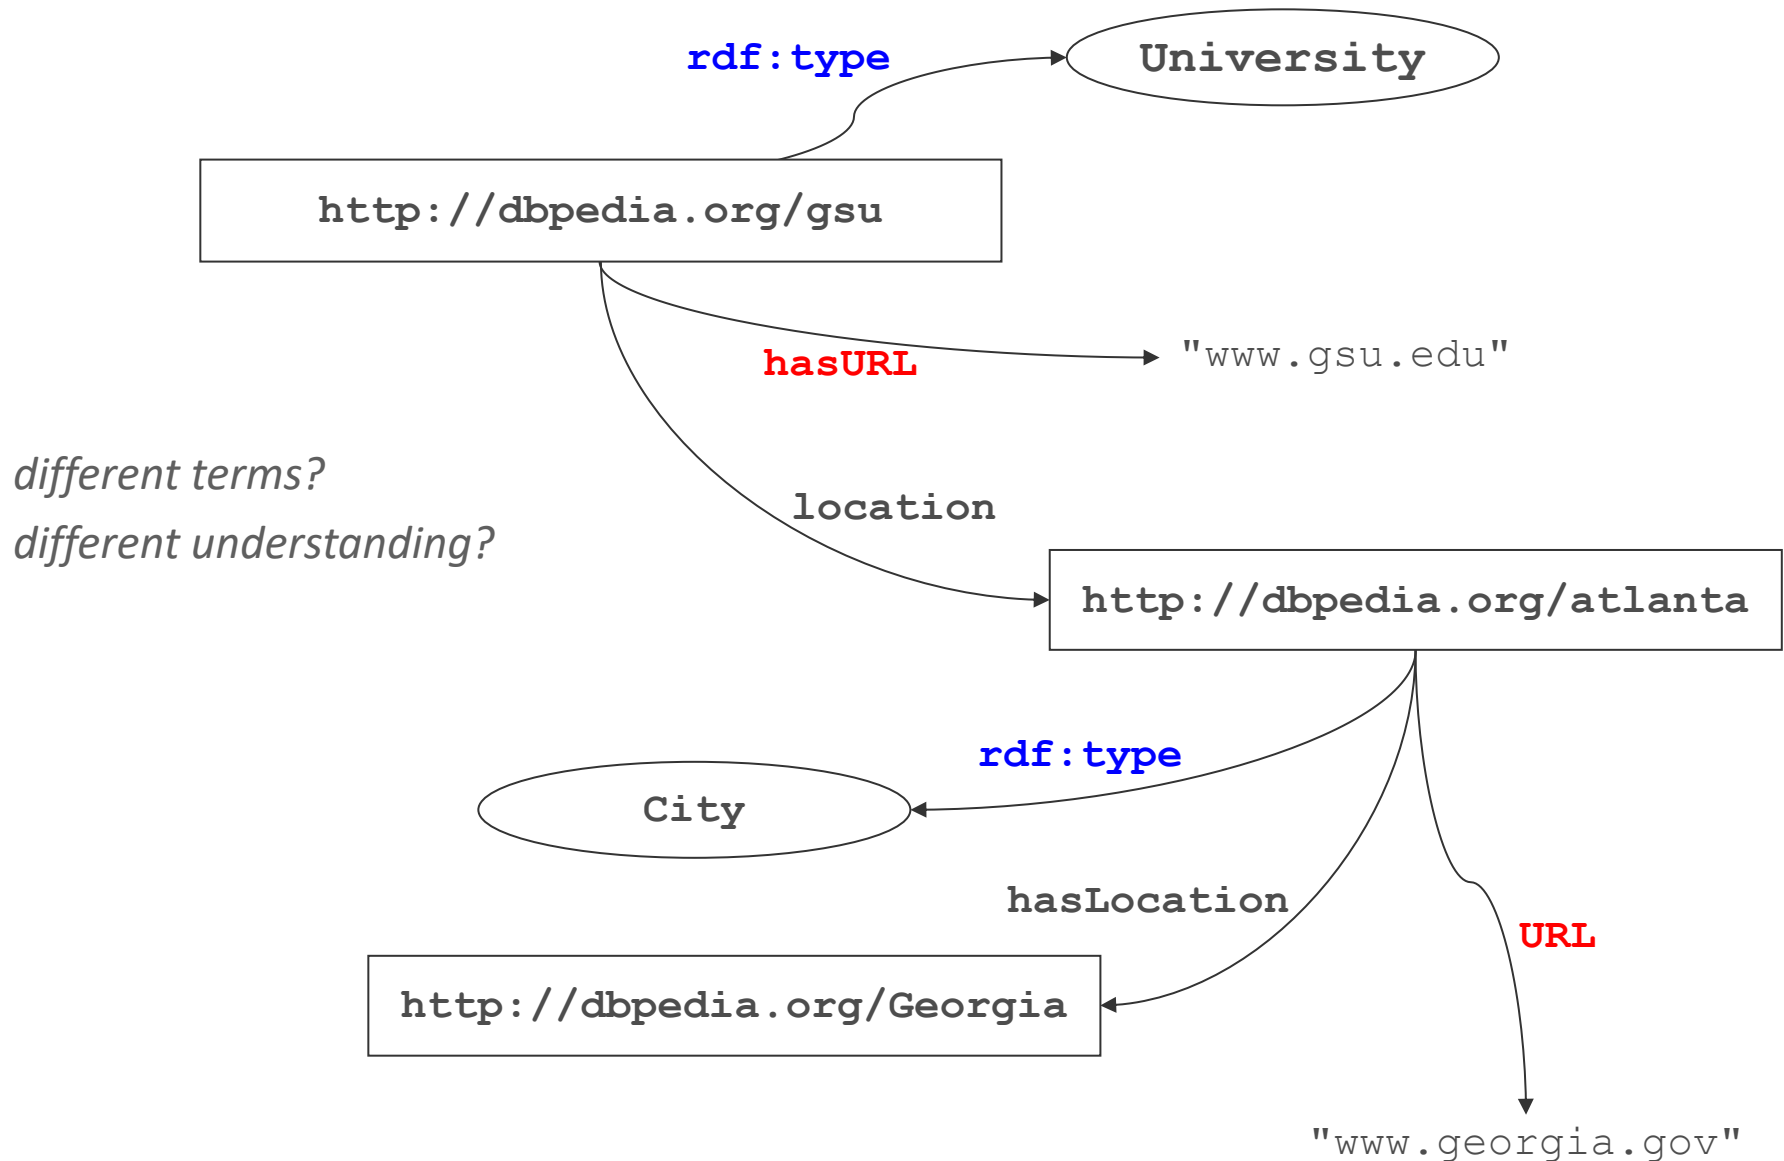 rdf:type
University
http://dbpedia.org/gsu
"www.gsu.edu"
hasURL
different terms?
location
different understanding?
http://dbpedia.org/atlanta
rdf:type
City
hasLocation
URL
http://dbpedia.org/Georgia
"www.georgia.gov"